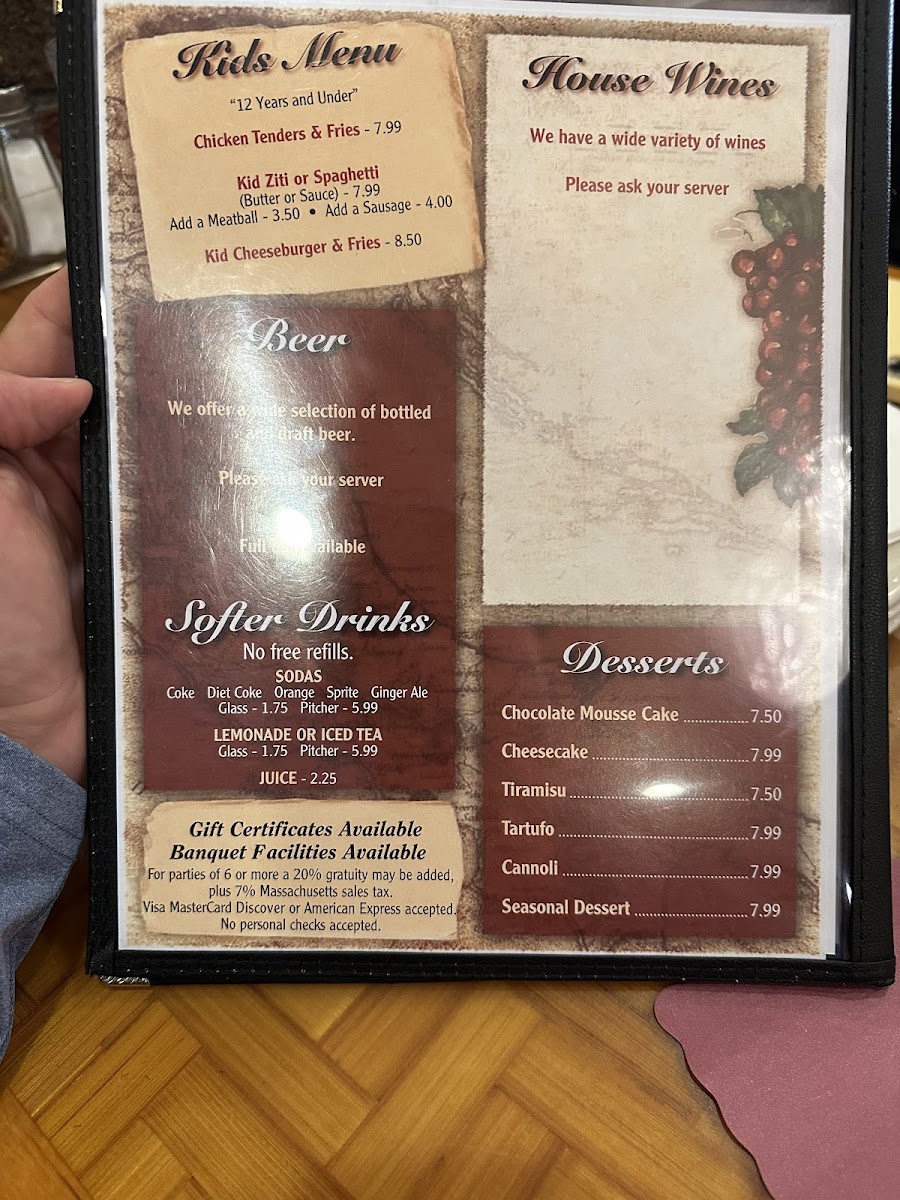 Kids Menu
"12 Years and Under"
Chicken Tenders & Fries - 7.99
Kid Ziti or Spaghetti
(Butter or Sauce) - 7.99
Add a Meatball - 3.50 • Add a Sausage - 4.00
Kid Cheeseburger & Fries - 8.50
Beer
We offer a wide selection of bottled
and draft beer.
Please ask your server
Full available
Softer Drinks
No free refills.
SODAS
Coke Diet Coke Orange Sprite Ginger Ale
Glass - 1.75 Pitcher - 5.99
LEMONADE OR ICED TEA
Glass - 1.75 Pitcher - 5.99
JUICE - 2.25
Gift Certificates Available
Banquet Facilities Available
For parties of 6 or more a 20% gratuity may be added,
plus 7% Massachusetts sales tax.
Visa MasterCard Discover or American Express accepted.
No personal checks accepted.
House Wines
We have a wide variety of wines
Please ask your server
Desserts
Chocolate Mousse Cake ................7.50
Cheesecake ........................................7.99
Tiramisu .............................................7.50
Tartufo ................................................7.99
Cannoli ...............................................7.99
Seasonal Dessert .............................7.99